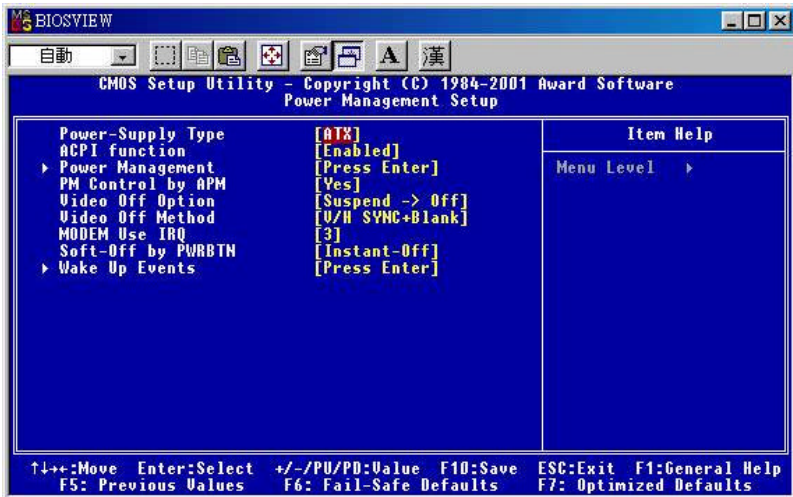 BIOSVIEW
自動
A 漢
CMOS Setup Utility - Copyright (C) 1984-2001 Award Software
Power Management Setup
Power-Supply Type [ATX]
ACPI function [Enabled]
Power Management [Press Enter]
PM Control by APM [Yes]
Video Off Option [Suspend -> Off]
Video Off Method [V/H SYNC+Blank]
MODEM Use IRQ [3]
Soft-Off by PWRBTN [Instant-Off]
Wake Up Events [Press Enter]
Item Help
Menu Level
↑↓→←:Move Enter:Select +/-/PU/PD:Value F10:Save ESC:Exit F1:General Help
F5: Previous Values F6: Fail-Safe Defaults F7: Optimized Defaults